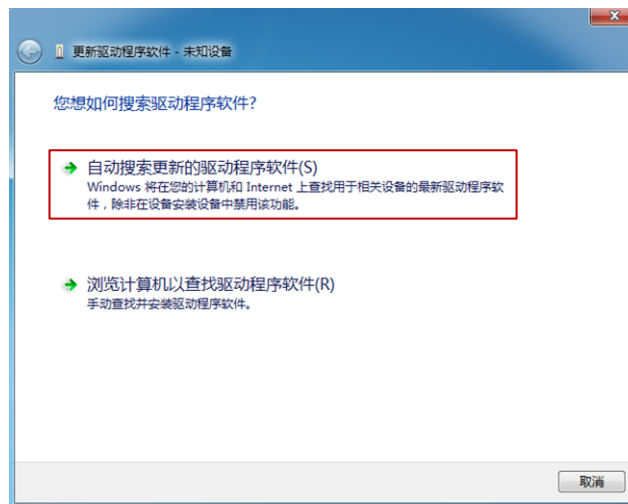 更新驱动程序软件 - 未知设备
您想如何搜索驱动程序软件?
自动搜索更新的驱动程序软件(S)
Windows 将在您的计算机和 Internet 上查找用于相关设备的最新驱动程序软
件，除非在设备安装设备中禁用该功能。
浏览计算机以查找驱动程序软件(R)
手动查找并安装驱动程序软件。
取消